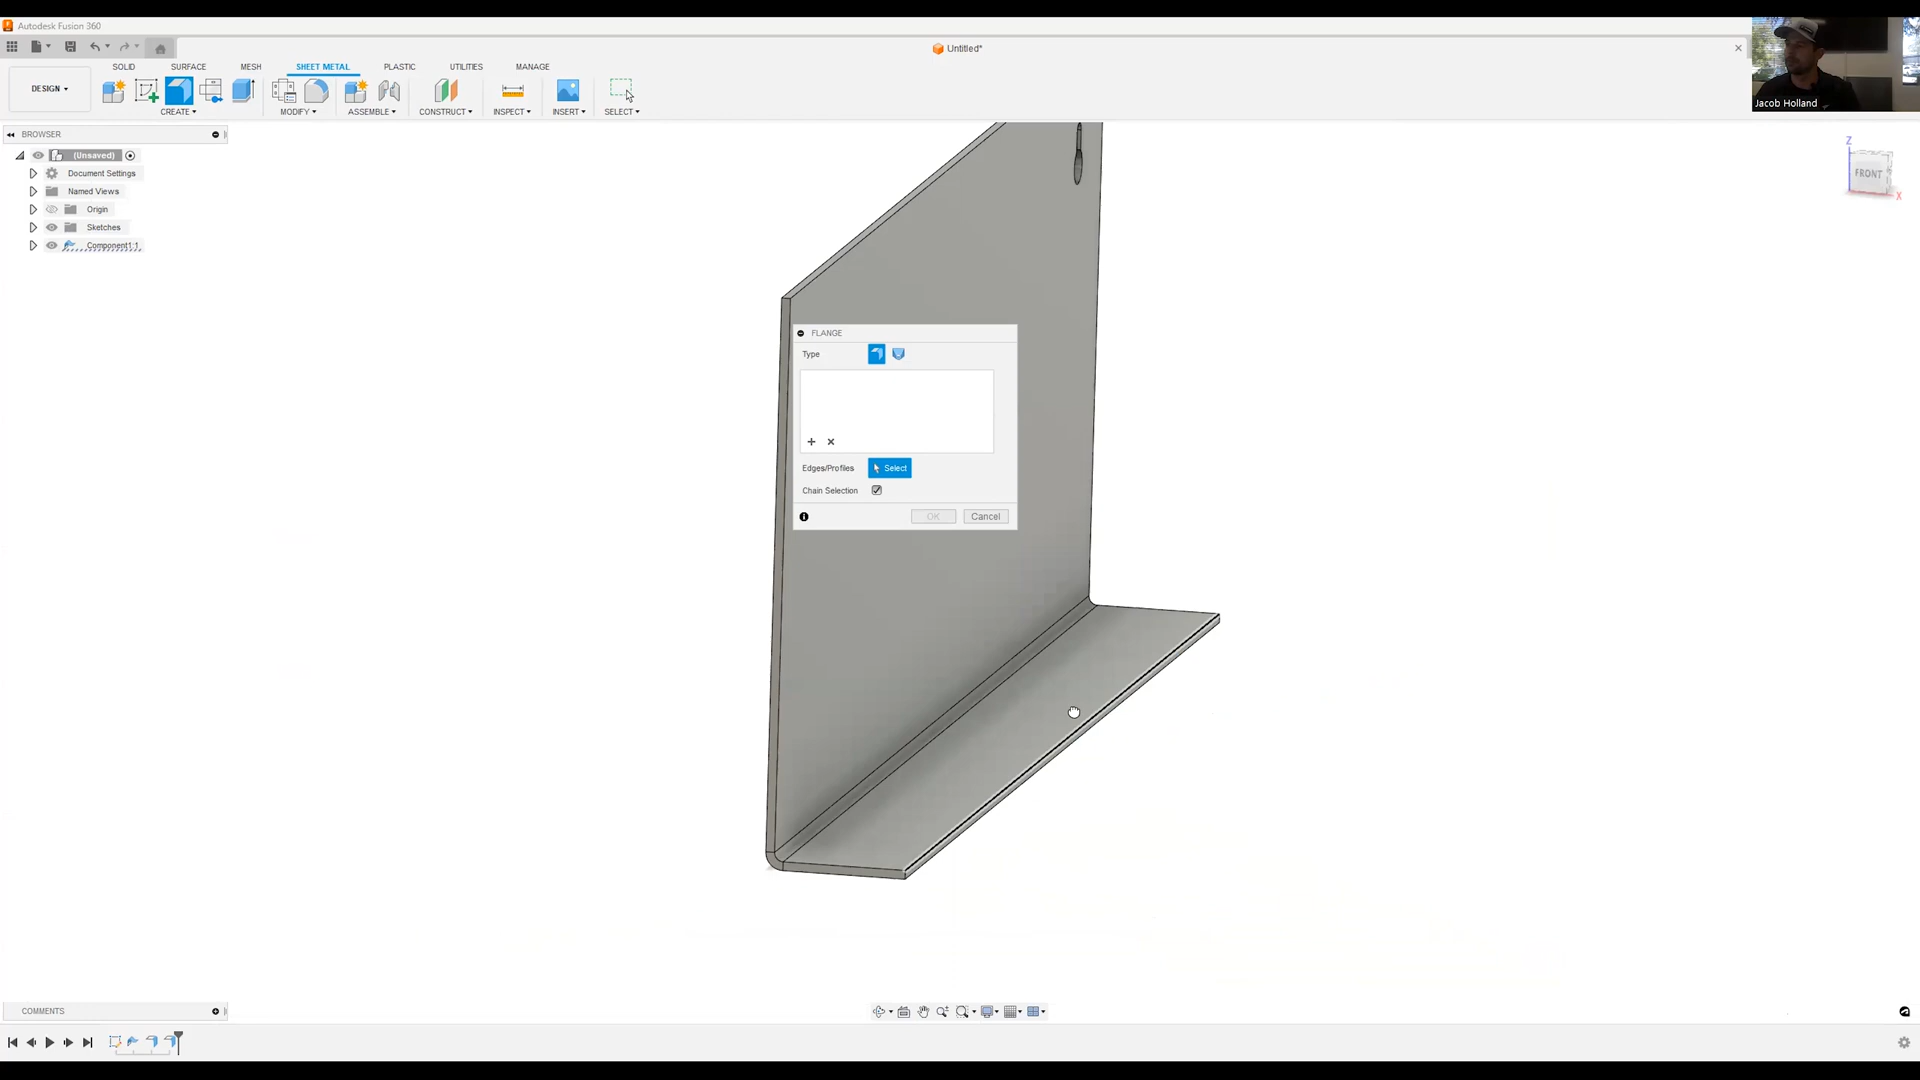 Autodesk Fusion 360
Untitled*
SOLID
SURFACE
MESH
SHEET METAL
PLASTIC
UTILITIES
MANAGE
DESIGN
CREATE
MODIFY
ASSEMBLE
CONSTRUCT
INSPECT
INSERT
SELECT
Jacob Holland
BROWSER
(Unsaved)
Document Settings
Named Views
Origin
Sketches
Component1:1
Z
FRONT
X
FLANGE
Type
Edges/Profiles
Select
Chain Selection
OK
Cancel
COMMENTS